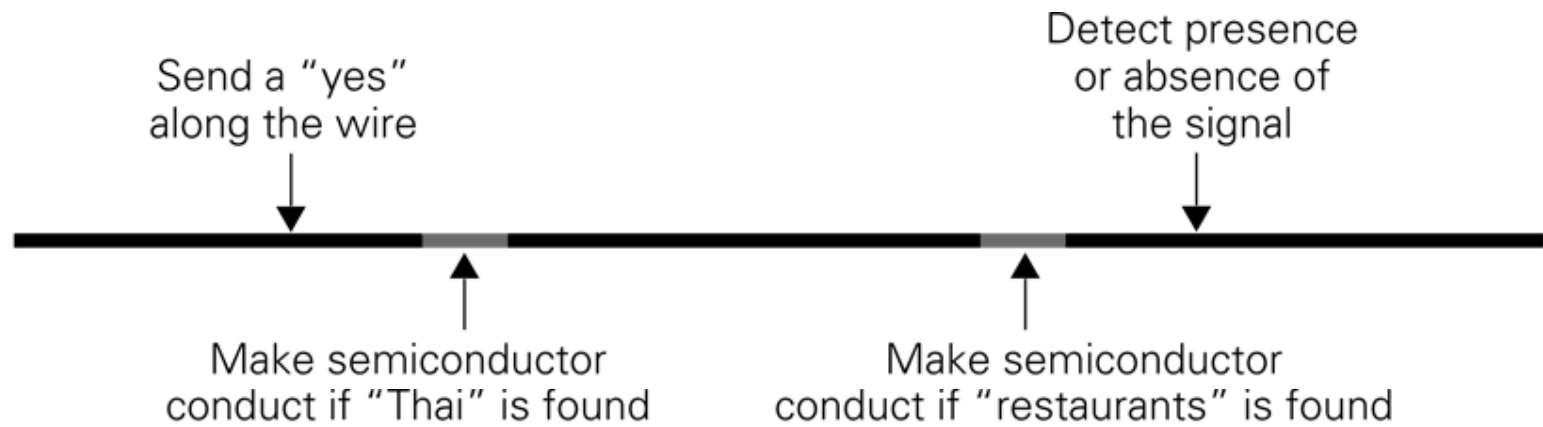 Send a “yes”
along the wire
Detect presence
or absence of
the signal
Make semiconductor
conduct if “Thai” is found
Make semiconductor
conduct if “restaurants” is found